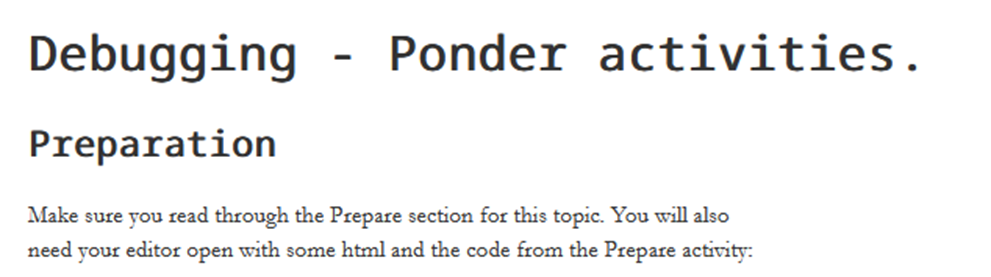 Debugging - Ponder activities.
Preparation
Make sure you read through the Prepare section for this topic. You will also
need your editor open with some html and the code from the Prepare activity: